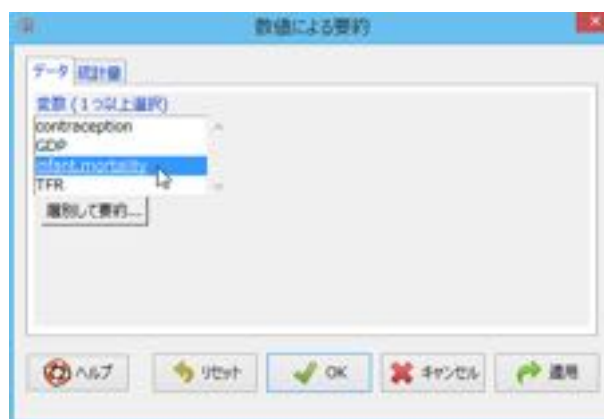 数値による要約
データ 統計量
変数 (1つ以上選択)
contraception
GDP
infant.mortality
TFR
層別して要約...
ヘルプ リセット OK キャンセル 適用